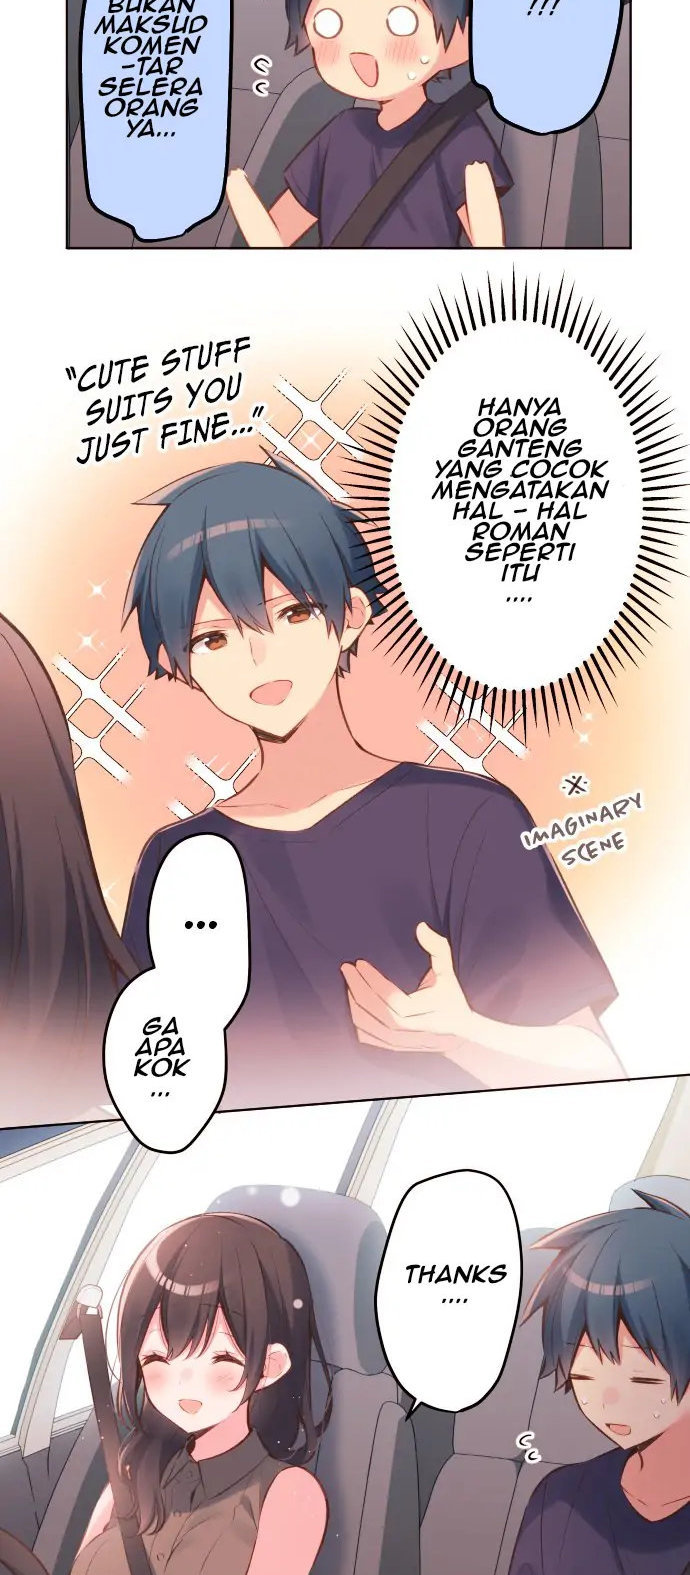 BUKAN
MAKSUD
KOMEN
-TAR
SELERA
ORANG
YA...
!!!
"CUTE STUFF
SUITS YOU
JUST FINE..."
HANYA
ORANG
GANTENG
YANG COCOK
MENGATAKAN
HAL - HAL
ROMAN
SEPERTI
ITU
....
※
IMAGINARY
SCENE
...
GA
APA
KOK
...
THANKS
....